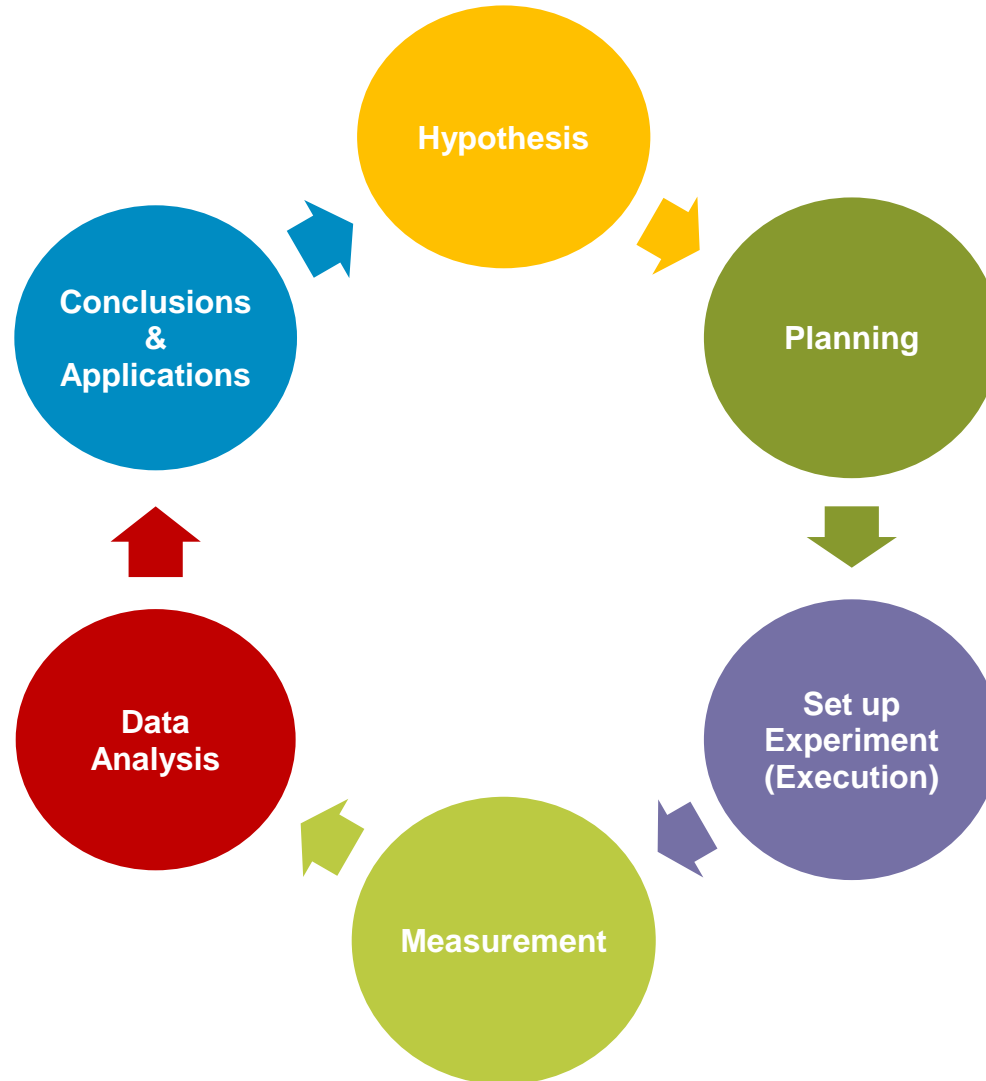 Hypothesis
Planning
Set up
Experiment
(Execution)
Measurement
Data
Analysis
Conclusions
&
Applications